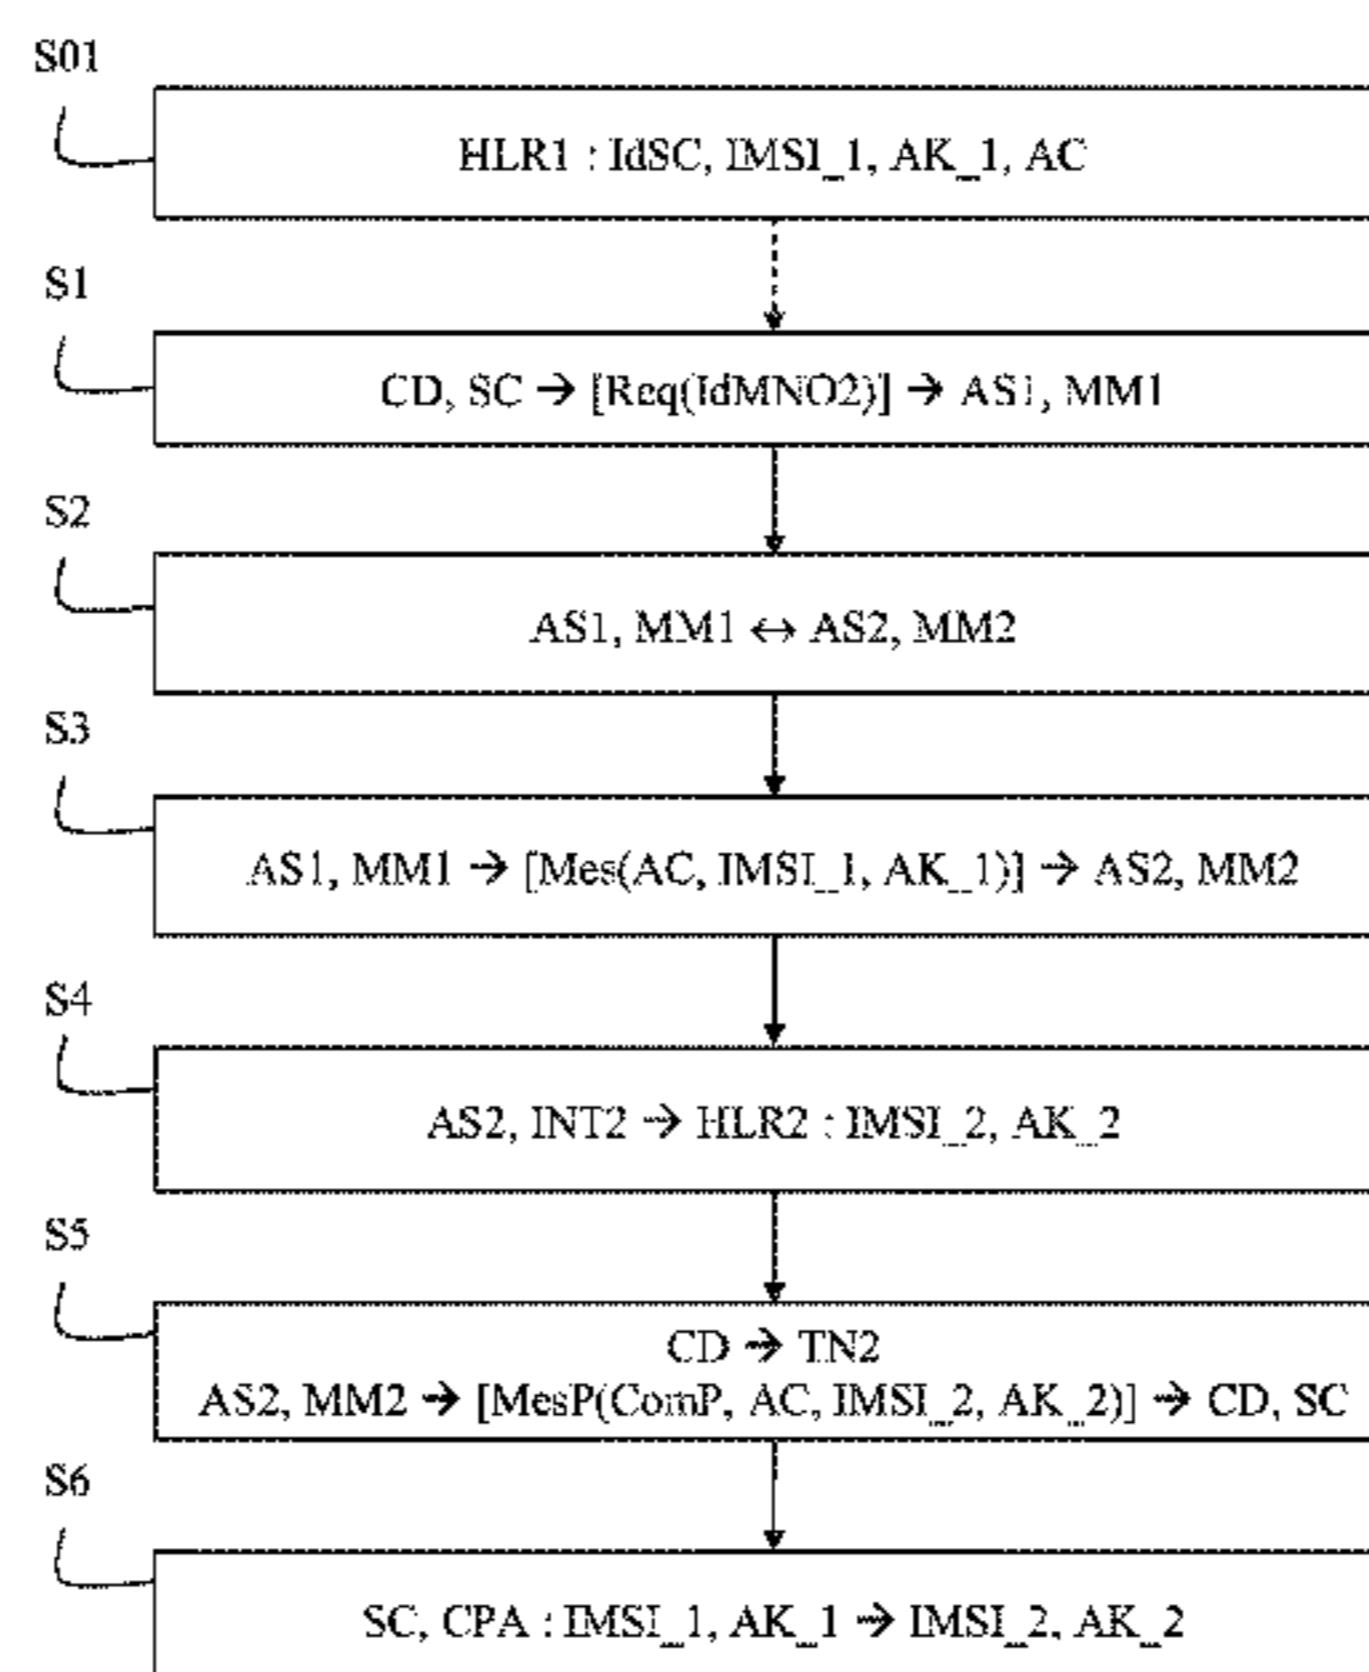 S01
HLR1 : IdSC, IMSI_1, AK_1, AC
S1
CD, SC → [Req(IdMNO2)] → AS1, MM1
S2
AS1, MM1 ↔ AS2, MM2
S3
AS1, MM1 → [Mes(AC, IMSI_1, AK_1)] → AS2, MM2
S4
AS2, INT2 → HLR2 : IMSI_2, AK_2
S5
CD → TN2
AS2, MM2 → [MesP(ComP, AC, IMSI_2, AK_2)] → CD, SC
S6
SC, CPA : IMSI_1, AK_1 → IMSI_2, AK_2